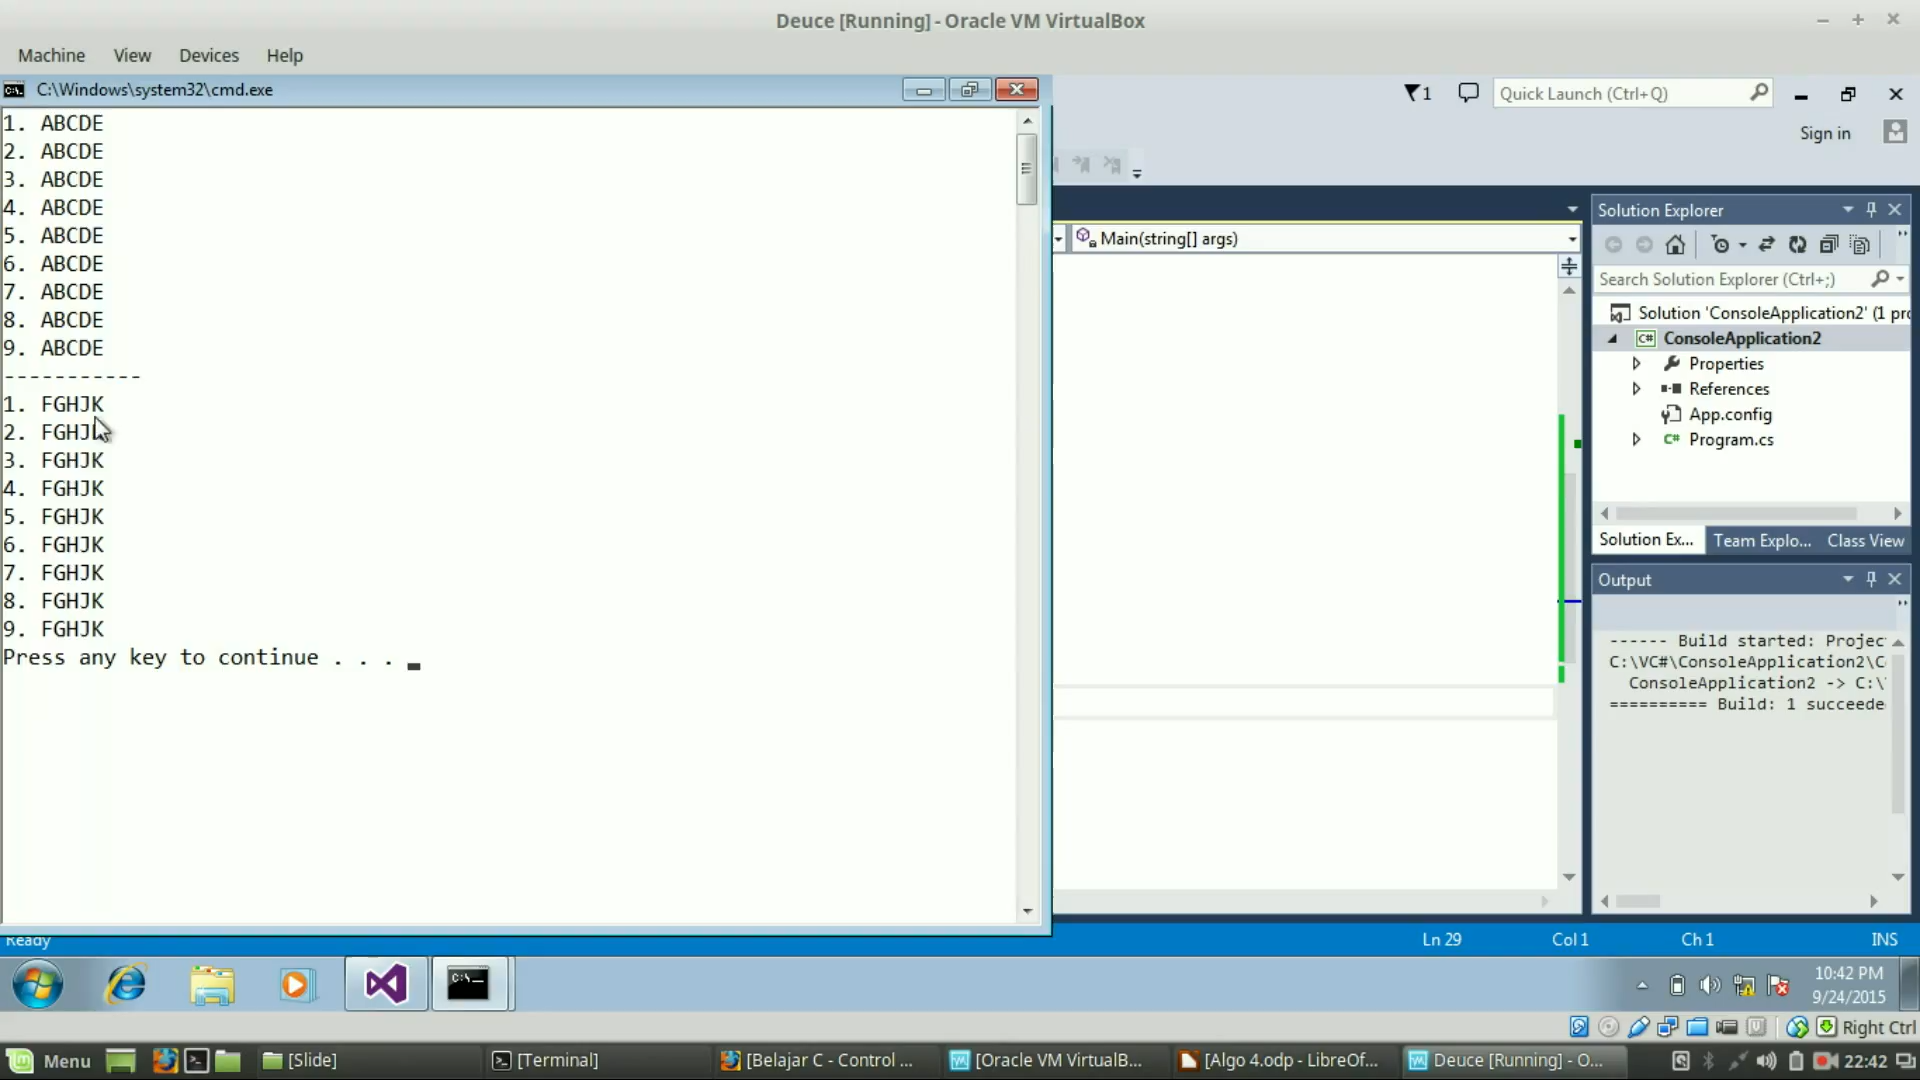 Deuce [Running] - Oracle VM VirtualBox
Machine View Devices Help
C:\Windows\system32\cmd.exe
1. ABCDE
2. ABCDE
3. ABCDE
4. ABCDE
5. ABCDE
6. ABCDE
7. ABCDE
8. ABCDE
9. ABCDE
-----------
1. FGHJK
2. FGHJK
3. FGHJK
4. FGHJK
5. FGHJK
6. FGHJK
7. FGHJK
8. FGHJK
9. FGHJK
Press any key to continue . . .
1
Quick Launch (Ctrl+Q)
Sign in
Main(string[] args)
Solution Explorer
Search Solution Explorer (Ctrl+;)
Solution 'ConsoleApplication2' (1 pro
ConsoleApplication2
Properties
References
App.config
Program.cs
Solution Ex... Team Explo... Class View
Output
------ Build started: Projec
C:\VC#\ConsoleApplication2\C
ConsoleApplication2 -> C:\
========== Build: 1 succeede
Ready Ln 29 Col 1 Ch 1 INS
10:42 PM
9/24/2015
Right Ctrl
Menu [Slide] [Terminal] [Belajar C - Control ... [Oracle VM VirtualB... [Algo 4.odp - LibreOf... Deuce [Running] - O... 22:42